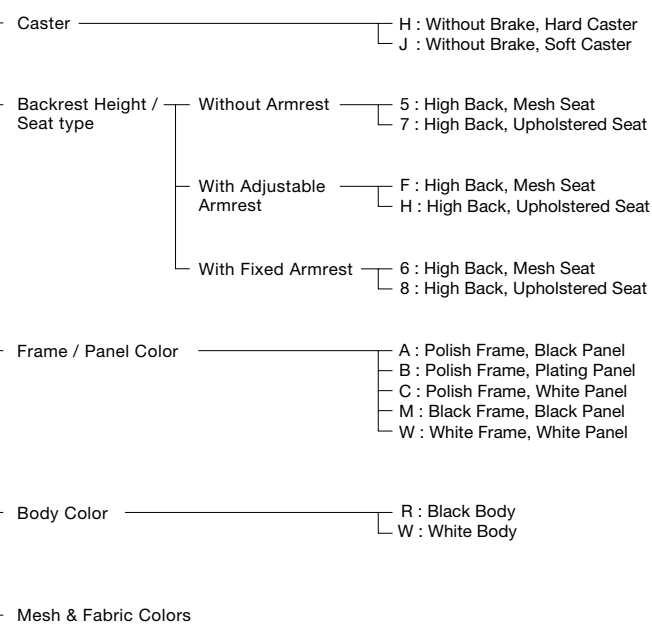 Caster
H : Without Brake, Hard Caster
J : Without Brake, Soft Caster
Backrest Height /
Seat type
Without Armrest
5 : High Back, Mesh Seat
7 : High Back, Upholstered Seat
With Adjustable
Armrest
F : High Back, Mesh Seat
H : High Back, Upholstered Seat
With Fixed Armrest
6 : High Back, Mesh Seat
8 : High Back, Upholstered Seat
Frame / Panel Color
A : Polish Frame, Black Panel
B : Polish Frame, Plating Panel
C : Polish Frame, White Panel
M : Black Frame, Black Panel
W : White Frame, White Panel
Body Color
R : Black Body
W : White Body
Mesh & Fabric Colors